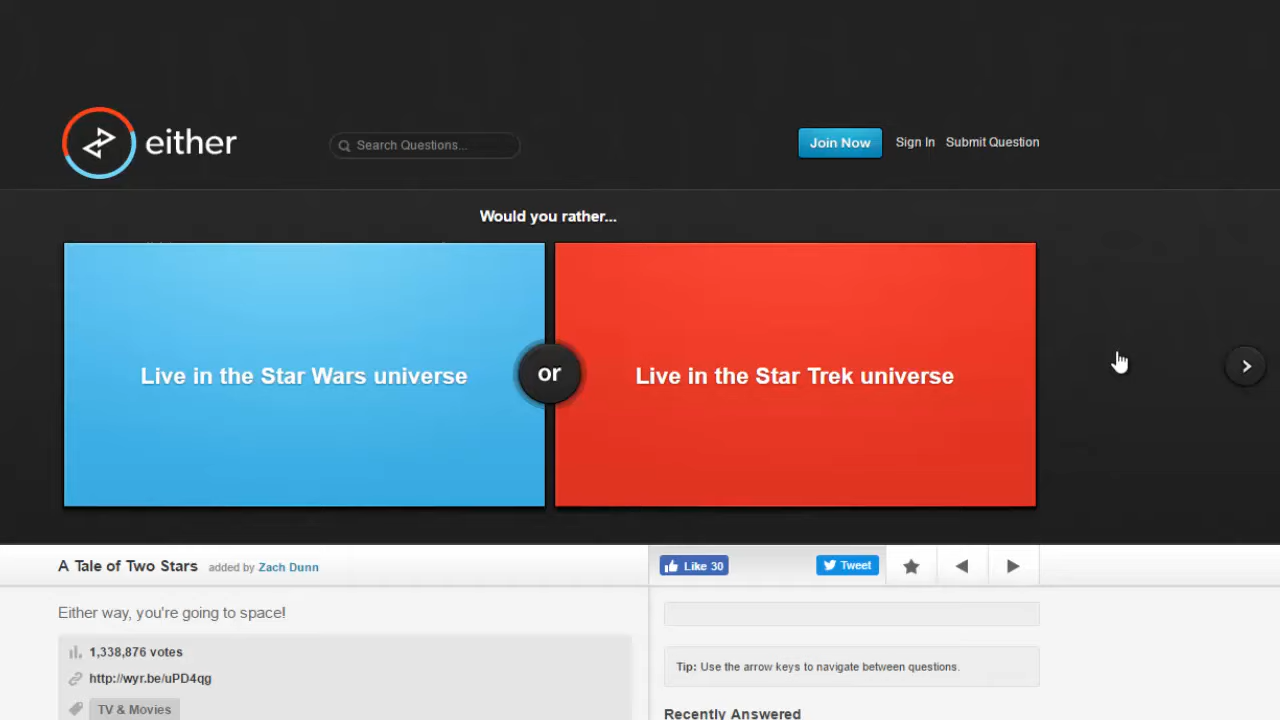 either
Search Questions...
Join Now
Sign In
Submit Question
Would you rather...
Live in the Star Wars universe
or
Live in the Star Trek universe
A Tale of Two Stars added by Zach Dunn
Like 30
Tweet
Either way, you're going to space!
1,338,876 votes
http://wyr.be/uPD4qg
TV & Movies
Tip: Use the arrow keys to navigate between questions.
Recently Answered